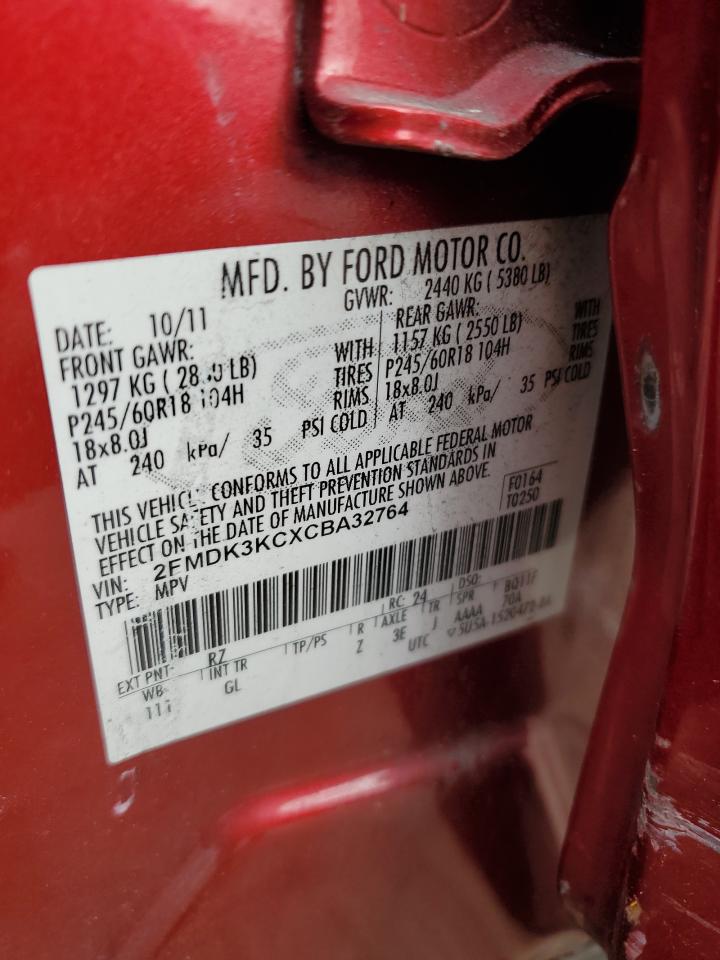 MFD. BY FORD MOTOR CO.
DATE: 10/11 GVWR: 2440 KG ( 5380 LB)
FRONT GAWR: REAR GAWR:
1297 KG ( LB) WITH 1157 KG ( 2550 LB) WITH
P245/60R18 104H TIRES P245/60R18 104H TIRES
18x8.0J RIMS 18x8.0J RIMS
AT 240 kPa/ 35 PSI COLD AT 240 kPa/ 35 PSI COLD
THIS VEHICLE CONFORMS TO ALL APPLICABLE FEDERAL MOTOR
VEHICLE SAFETY AND THEFT PREVENTION STANDARDS IN
EFFECT ON THE DATE OF MANUFACTURE SHOWN ABOVE.
F0164
T0250
VIN: 2FMDK3KCXCBA32764
TYPE: MPV
EXT PNT: RZ RC: 24 DSO:
WB INT TR TP/PS R AXLE TR SPR
111 GL Z 3E J AAAA 70A
UTC